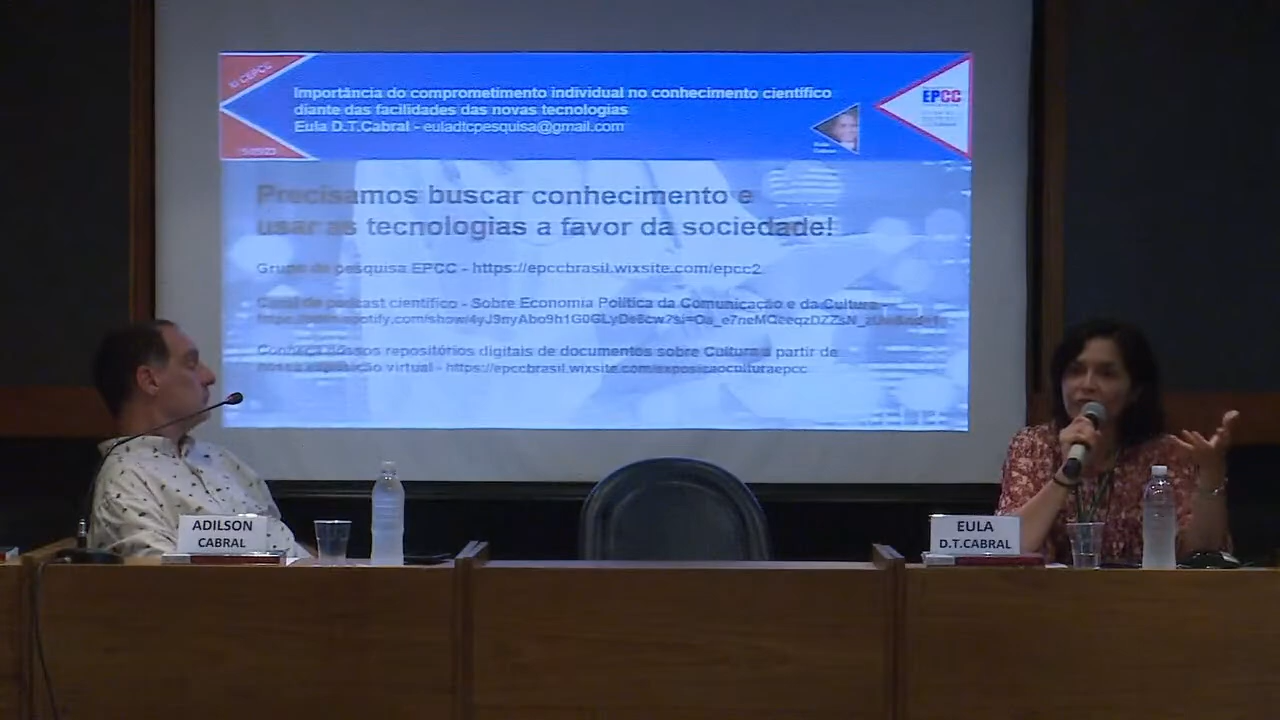 XI CEPCC
Importância do comprometimento individual no conhecimento científico
diante das facilidades das novas tecnologias
Eula D.T.Cabral - euladtcpesquisa@gmail.com
EPCC
Precisamos buscar conhecimento e
usar as tecnologias a favor da sociedade!
Grupo de pesquisa EPCC - https://epccbrasil.wixsite.com/epcc2
Canal de podcast científico - Sobre Economia Política da Comunicação e da Cultura -
Conheça nossos repositórios digitais de documentos sobre Cultura a partir de
nossa exposição virtual - https://epccbrasil.wixsite.com/exposicaoculturaepcc
ADILSON
CABRAL
EULA
D.T.CABRAL